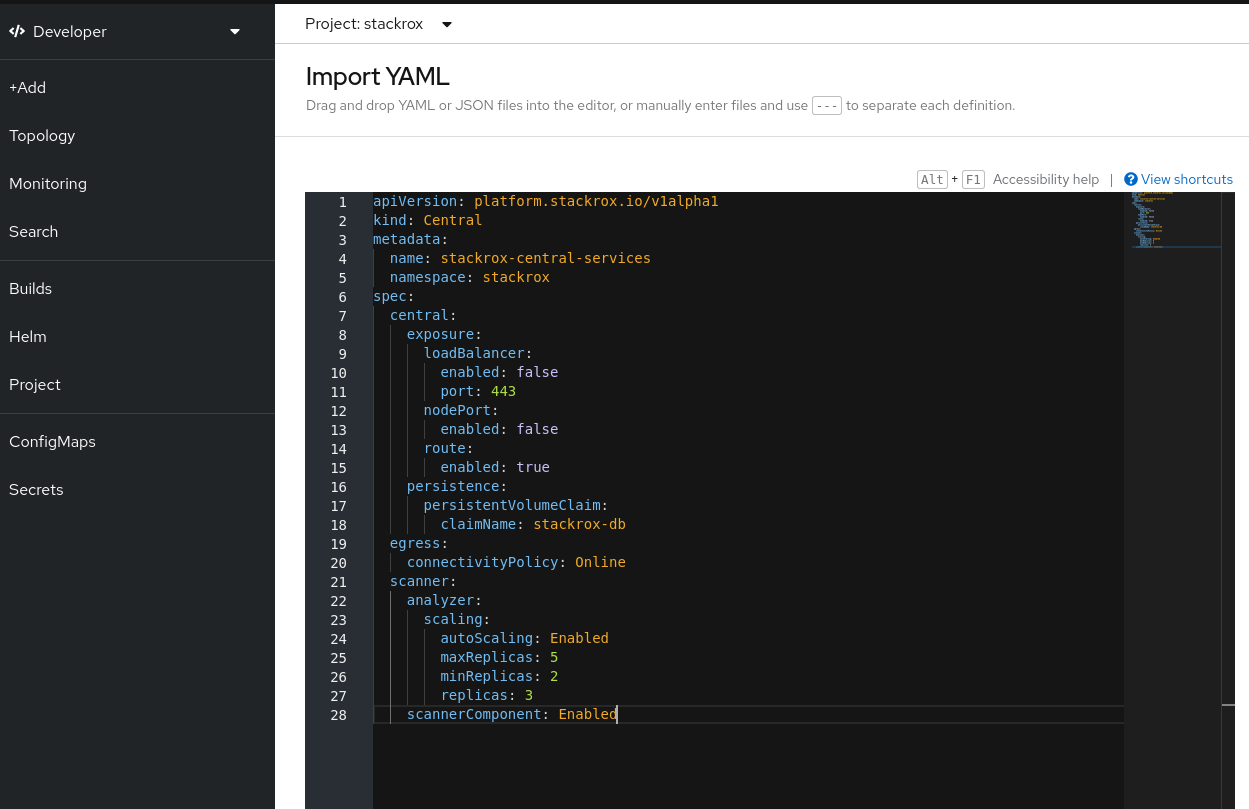 Developer
+Add
Topology
Monitoring
Search
Builds
Helm
Project
ConfigMaps
Secrets
Project: stackrox
Import YAML
Drag and drop YAML or JSON files into the editor, or manually enter files and use --- to separate each definition.
Alt + F1 Accessibility help | View shortcuts
1 apiVersion: platform.stackrox.io/v1alpha1
2 kind: Central
3 metadata:
4   name: stackrox-central-services
5   namespace: stackrox
6 spec:
7   central:
8     exposure:
9       loadBalancer:
10         enabled: false
11         port: 443
12       nodePort:
13         enabled: false
14       route:
15         enabled: true
16     persistence:
17       persistentVolumeClaim:
18         claimName: stackrox-db
19   egress:
20     connectivityPolicy: Online
21   scanner:
22     analyzer:
23       scaling:
24         autoScaling: Enabled
25         maxReplicas: 5
26         minReplicas: 2
27         replicas: 3
28     scannerComponent: Enabled